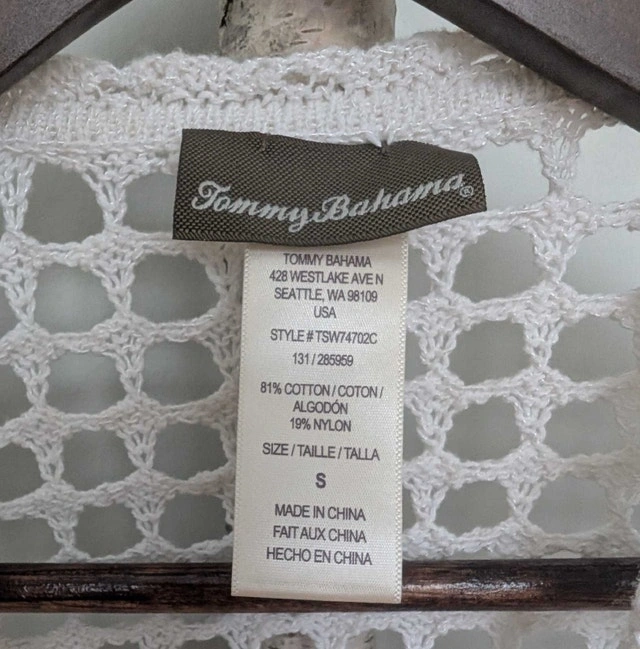 Tommy Bahama®
TOMMY BAHAMA
428 WESTLAKE AVE N
SEATTLE, WA 98109
USA
STYLE # TSW74702C
131 / 285959
81% COTTON / COTON /
ALGODÓN
19% NYLON
SIZE / TAILLE / TALLA
S
MADE IN CHINA
FAIT AUX CHINA
HECHO EN CHINA